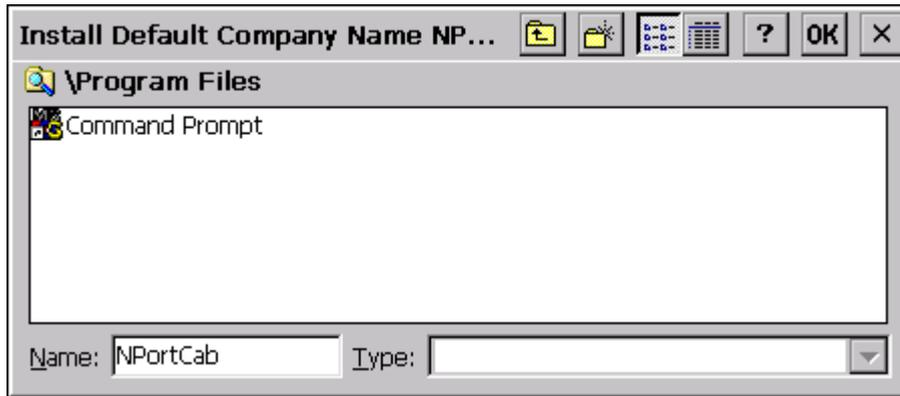 Install Default Company Name NP... ? OK ×
\Program Files
Command Prompt
Name: NPortCab Type: